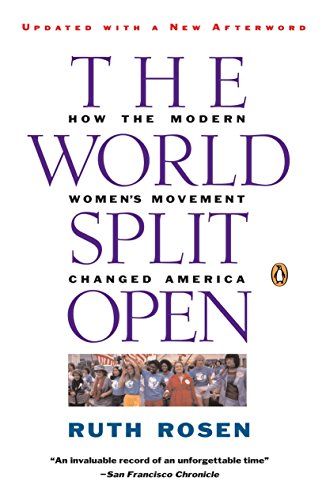 UPDATED WITH A NEW AFTERWORD
THE
HOW THE MODERN
WORLD
WOMEN'S MOVEMENT
SPLIT
CHANGED AMERICA
OPEN
RUTH ROSEN
"An invaluable record of an unforgettable time"
–San Francisco Chronicle